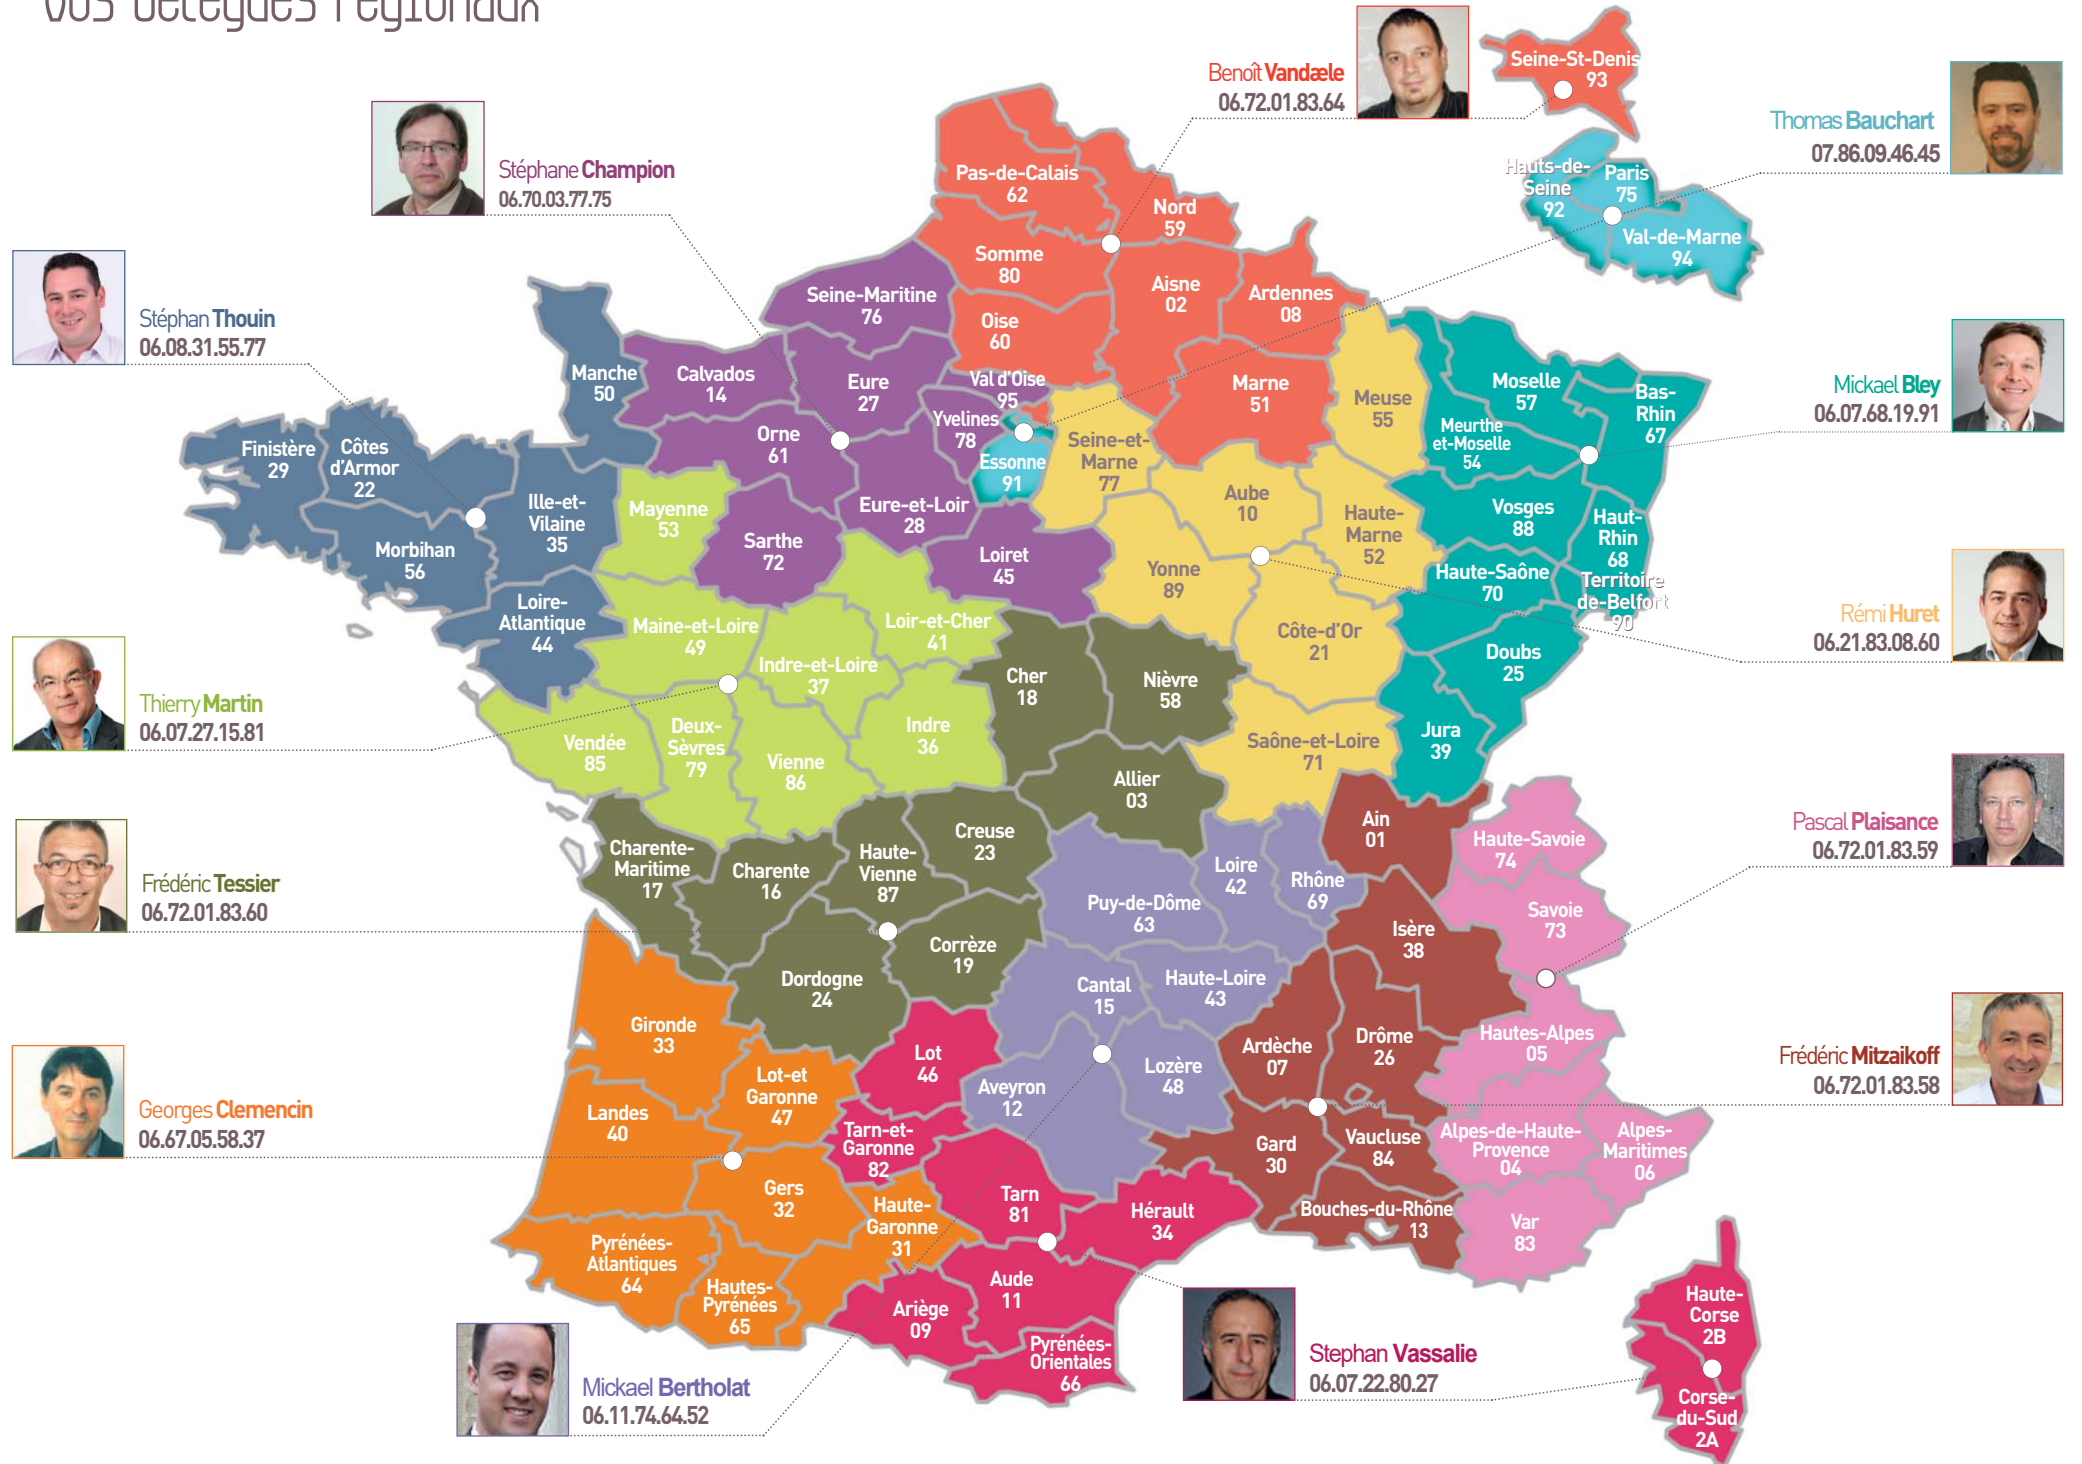 Vos délégués régionaux
Benoît Vandæle
06.72.01.83.64
Seine-St-Denis
93
Thomas Bauchart
07.86.09.46.45
Hauts-de-
Seine
92
Paris
75
Val-de-Marne
94
Stéphane Champion
06.70.03.77.75
Stéphan Thouin
06.08.31.55.77
Mickael Bley
06.07.68.19.91
Rémi Huret
06.21.83.08.60
Thierry Martin
06.07.27.15.81
Pascal Plaisance
06.72.01.83.59
Frédéric Tessier
06.72.01.83.60
Frédéric Mitzaikoff
06.72.01.83.58
Georges Clemencin
06.67.05.58.37
Mickael Bertholat
06.11.74.64.52
Stephan Vassalie
06.07.22.80.27
Pas-de-Calais
62
Nord
59
Somme
80
Aisne
02
Ardennes
08
Oise
60
Marne
51
Seine-Maritine
76
Calvados
14
Eure
27
Val d'Oise
95
Yvelines
78
Essonne
91
Orne
61
Eure-et-Loir
28
Sarthe
72
Loiret
45
Manche
50
Finistère
29
Côtes
d'Armor
22
Ille-et-
Vilaine
35
Morbihan
56
Loire-
Atlantique
44
Mayenne
53
Maine-et-Loire
49
Indre-et-Loire
37
Loir-et-Cher
41
Vendée
85
Deux-
Sèvres
79
Vienne
86
Indre
36
Seine-et-
Marne
77
Meuse
55
Aube
10
Haute-
Marne
52
Yonne
89
Côte-d'Or
21
Saône-et-Loire
71
Moselle
57
Bas-
Rhin
67
Meurthe
et-Moselle
54
Vosges
88
Haut-
Rhin
68
Haute-Saône
70
Territoire
de-Belfort
90
Doubs
25
Jura
39
Cher
18
Nièvre
58
Allier
03
Creuse
23
Haute-
Vienne
87
Charente-
Maritime
17
Charente
16
Corrèze
19
Dordogne
24
Puy-de-Dôme
63
Loire
42
Rhône
69
Cantal
15
Haute-Loire
43
Aveyron
12
Lozère
48
Ain
01
Isère
38
Ardèche
07
Drôme
26
Gard
30
Vaucluse
84
Bouches-du-Rhône
13
Haute-Savoie
74
Savoie
73
Hautes-Alpes
05
Alpes-de-Haute-
Provence
04
Alpes-
Maritimes
06
Var
83
Gironde
33
Landes
40
Lot-et
Garonne
47
Gers
32
Haute-
Garonne
31
Pyrénées-
Atlantiques
64
Hautes-
Pyrénées
65
Lot
46
Tarn-et-
Garonne
82
Tarn
81
Hérault
34
Aude
11
Ariège
09
Pyrénées-
Orientales
66
Haute-
Corse
2B
Corse-
du-Sud
2A